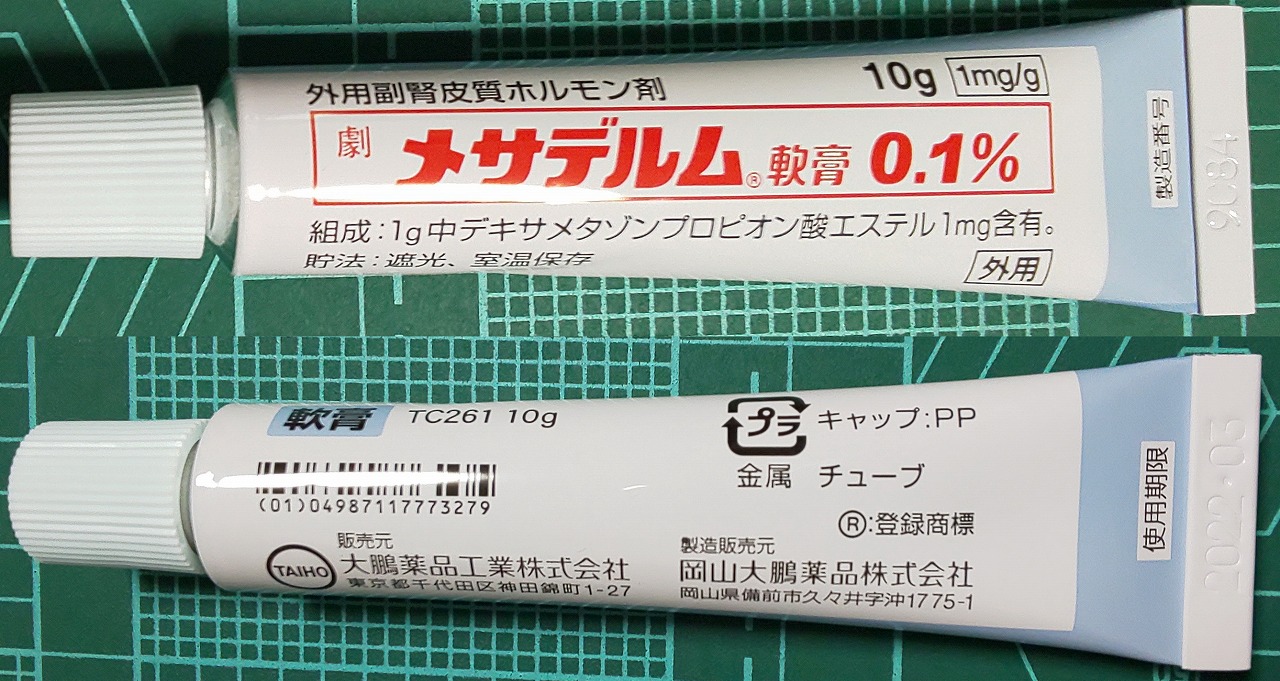 外用副腎皮質ホルモン剤
10g 1mg/g
劇 メサデルム®軟膏 0.1%
組成:1g中デキサメタゾンプロピオン酸エステル1mg含有。
貯法:遮光、室温保存
外用
製造番号
9C84
軟膏 TC261 10g
(01)04987117773279
プラ キャップ:PP
金属 チューブ
Ⓡ:登録商標
販売元
TAIHO 大鵬薬品工業株式会社
東京都千代田区神田錦町1-27
製造販売元
岡山大鵬薬品株式会社
岡山県備前市久々井字沖1775-1
使用期限
2022.05